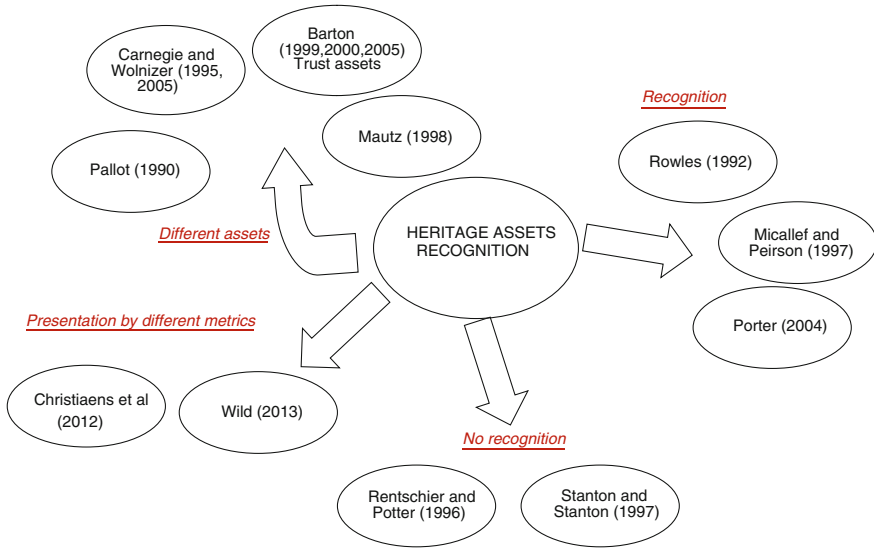 Barton
(1999,2000,2005)
Trust assets
Carnegie and
Wolnizer (1995,
2005)
Mautz (1998)
Pallot (1990)
Different assets
Recognition
Rowles (1992)
Micallef and
Peirson (1997)
Porter (2004)
HERITAGE ASSETS
RECOGNITION
Presentation by different metrics
Christiaens et al
(2012)
Wild (2013)
No recognition
Rentschier and
Potter (1996)
Stanton and
Stanton (1997)